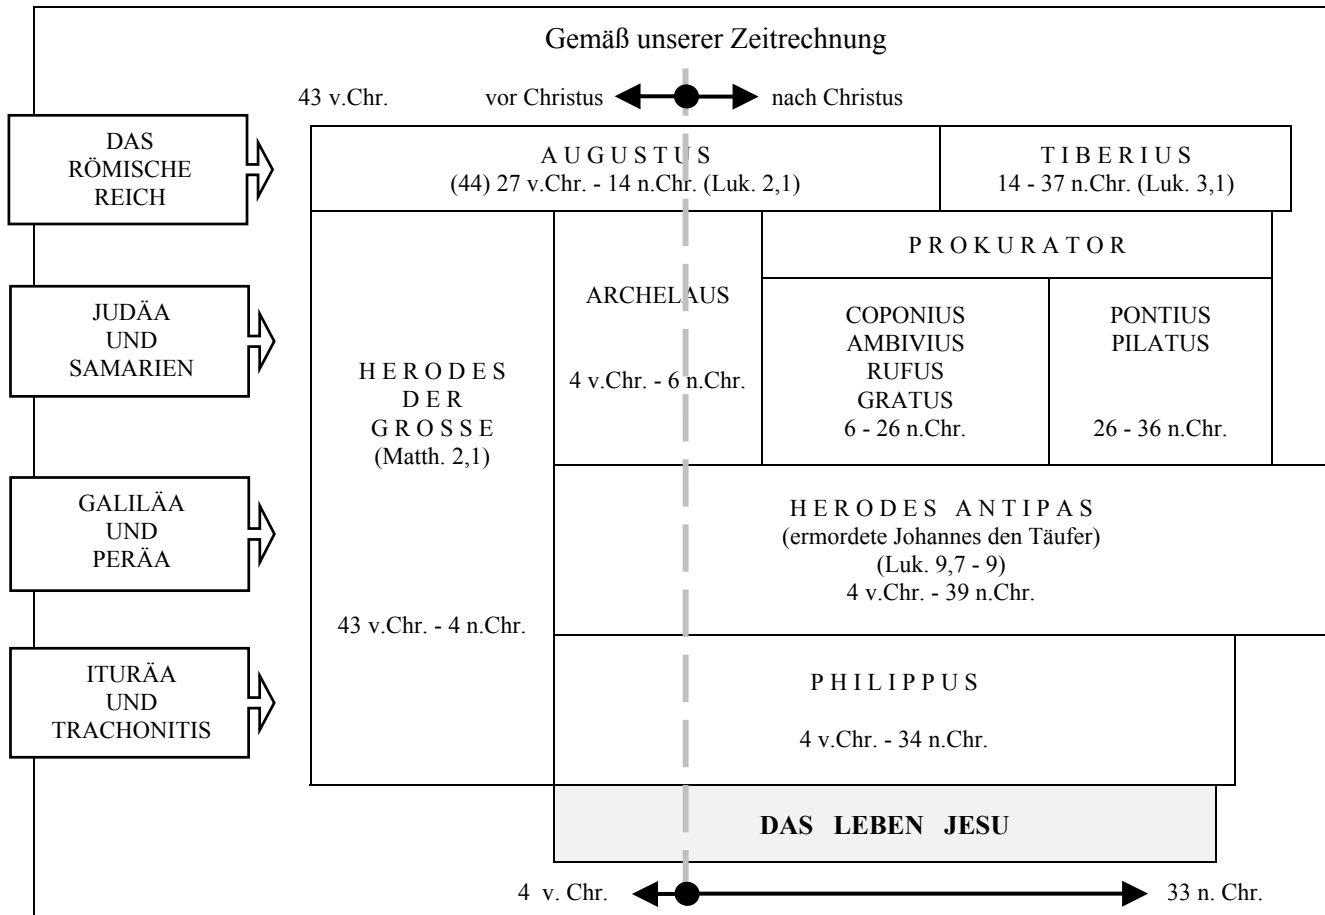 Gemäß unserer Zeitrechnung
43 v.Chr.
vor Christus
nach Christus
DAS
RÖMISCHE
REICH
A U G U S T U S
(44) 27 v.Chr. - 14 n.Chr. (Luk. 2,1)
T I B E R I U S
14 - 37 n.Chr. (Luk. 3,1)
JUDÄA
UND
SAMARIEN
H E R O D E S
D E R
G R O S S E
(Matth. 2,1)
43 v.Chr. - 4 n.Chr.
ARCHELAUS
4 v.Chr. - 6 n.Chr.
P R O K U R A T O R
COPONIUS
AMBIVIUS
RUFUS
GRATUS
6 - 26 n.Chr.
PONTIUS
PILATUS
26 - 36 n.Chr.
GALILÄA
UND
PERÄA
H E R O D E S A N T I P A S
(ermordete Johannes den Täufer)
(Luk. 9,7 - 9)
4 v.Chr. - 39 n.Chr.
ITURÄA
UND
TRACHONITIS
P H I L I P P U S
4 v.Chr. - 34 n.Chr.
DAS LEBEN JESU
4 v. Chr.
33 n. Chr.